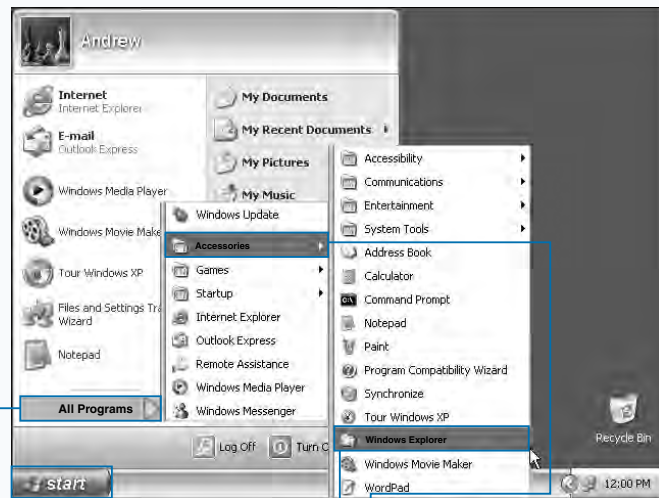 Andrew
Internet
Internet Explorer
E-mail
Outlook Express
Windows Media Player
Windows Movie Make
Tour Windows XP
Files and Settings Tra
Wizard
Notepad
All Programs
My Documents
My Recent Documents
My Pictures
My Music
Windows Update
Accessories
Games
Startup
Internet Explorer
Outlook Express
Remote Assistance
Windows Media Player
Windows Messenger
Accessibility
Communications
Entertainment
System Tools
Address Book
Calculator
Command Prompt
Notepad
Paint
Program Compatibility Wizard
Synchronize
Tour Windows XP
Windows Explorer
Windows Movie Maker
WordPad
Log Off
Turn
Recycle Bin
start
12:00 PM